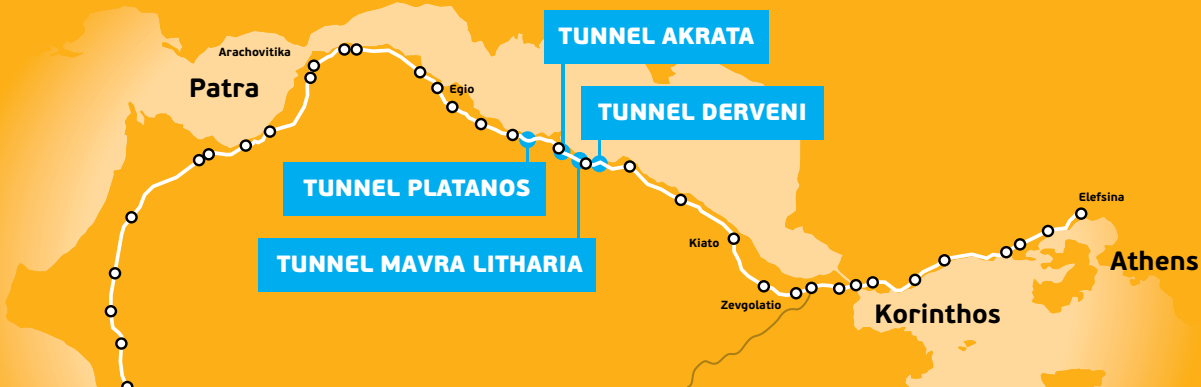 TUNNEL AKRATA
Arachovitika
Patra
Egio
TUNNEL DERVENI
TUNNEL PLATANOS
Elefsina
Kiato
TUNNEL MAVRA LITHARIA
Athens
Zevgolatio
Korinthos